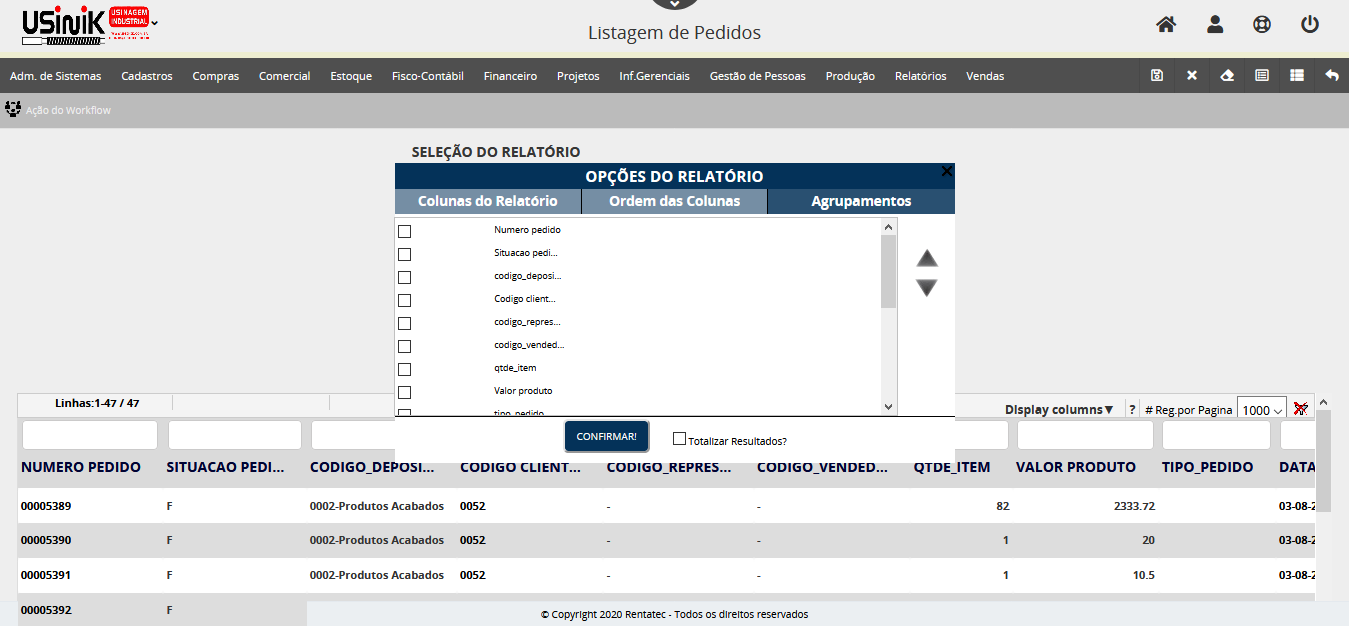 USiNiK
USINAGEM
INDUSTRIAL
Listagem de Pedidos
Adm. de Sistemas Cadastros Compras Comercial Estoque Fisco-Contábil Financeiro Projetos Inf.Gerenciais Gestão de Pessoas Produção Relatórios Vendas
Ação do Workflow
SELEÇÃO DO RELATÓRIO
OPÇÕES DO RELATÓRIO
Colunas do Relatório Ordem das Colunas Agrupamentos
Numero pedido
Situacao pedi...
codigo_deposi...
Codigo client...
codigo_repres...
codigo_vended...
qtde_item
Valor produto
tipo_pedido
Linhas:1-47 / 47 Display columns▼ ? # Reg.por Pagina 1000
CONFIRMAR! Totalizar Resultados?
NUMERO PEDIDO SITUACAO PEDI... CODIGO_DEPOSI... CODIGO CLIENT... CODIGO_REPRES... CODIGO_VENDED... QTDE_ITEM VALOR PRODUTO TIPO_PEDIDO DATA
00005389 F 0002-Produtos Acabados 0052 - - 82 2333.72 03-08-2
00005390 F 0002-Produtos Acabados 0052 - - 1 20 03-08-2
00005391 F 0002-Produtos Acabados 0052 - - 1 10.5 03-08-2
00005392 F
© Copyright 2020 Rentatec - Todos os direitos reservados